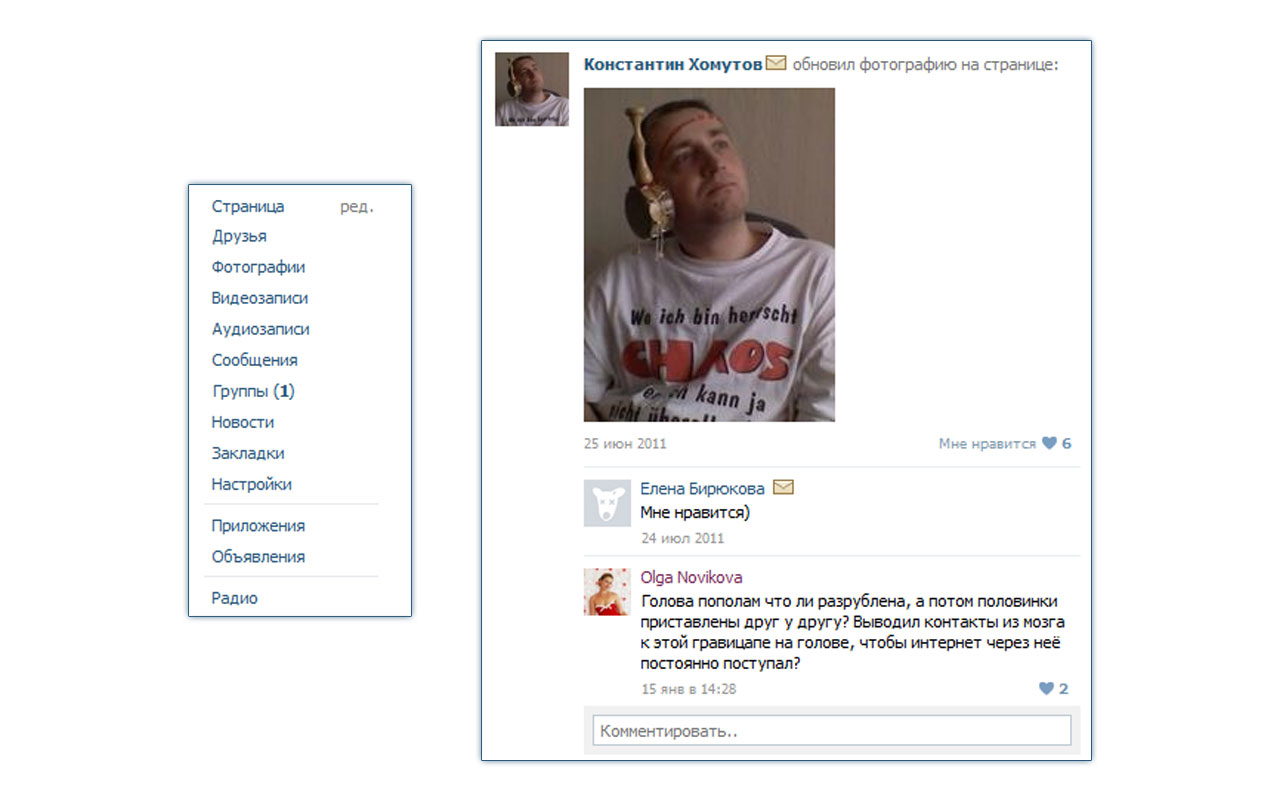 Страница ред.
Друзья
Фотографии
Видеозаписи
Аудиозаписи
Сообщения
Группы (1)
Новости
Закладки
Настройки
Приложения
Объявления
Радио
Константин Хомутов обновил фотографию на странице:
Wo ich bin herrscht
CHAOS
kann ja
nicht
25 июн 2011 Мне нравится 6
Елена Бирюкова
Мне нравится)
24 июл 2011
Olga Novikova
Голова пополам что ли разрублена, а потом половинки
приставлены друг у другу? Выводил контакты из мозга
к этой гравицапе на голове, чтобы интернет через неё
постоянно поступал?
15 янв в 14:28 2
Комментировать..